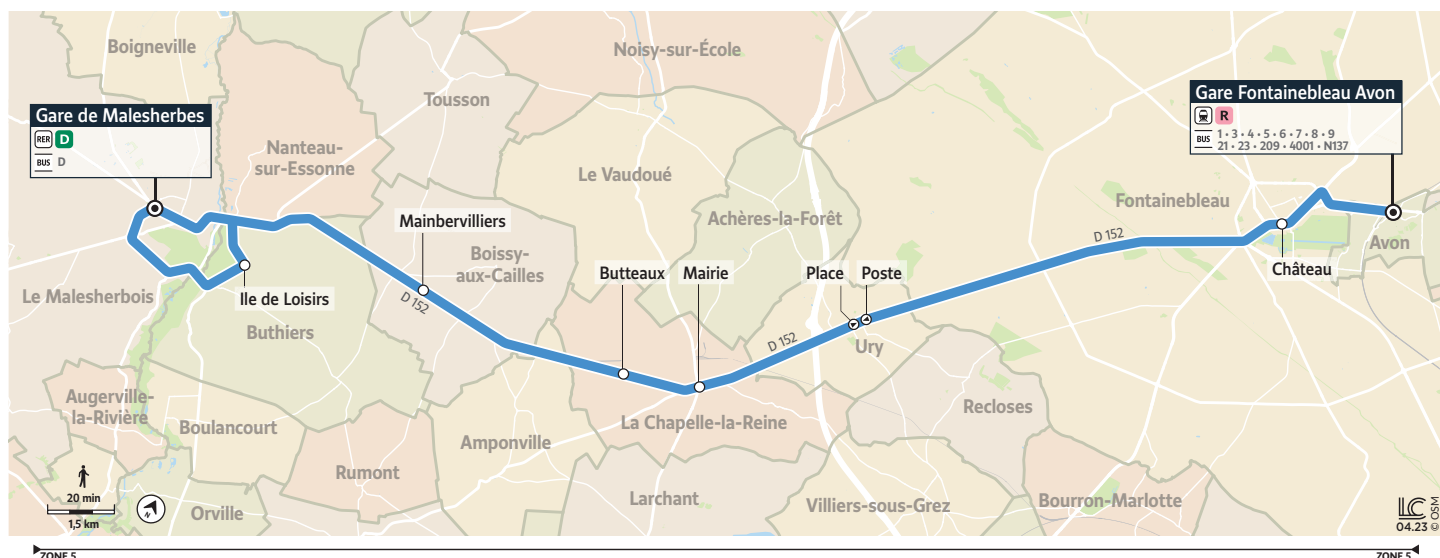 Boigneville
Noisy-sur-École
Tousson
Gare de Malesherbes
RER D
BUS D
Gare Fontainebleau Avon
R
BUS 1 • 3 • 4 • 5 • 6 • 7 • 8 • 9
21 • 23 • 209 • 4001 • N137
Nanteau-
sur-Essonne
Le Vaudoué
Achères-la-Forêt
Fontainebleau
Mainbervilliers
Boissy-
aux-Cailles
D 152
Avon
Butteaux
Mairie
Place
Poste
Château
Le Malesherbois
Ile de Loisirs
D 152
Buthiers
D 152
Ury
Augerville-
la-Rivière
Boulancourt
Amponville
La Chapelle-la-Reine
Recloses
Rumont
Larchant
Villiers-sous-Grez
Bourron-Marlotte
20 min
1,5 km
N
Orville
LC
04.23 © OSM
ZONE 5
ZONE 5